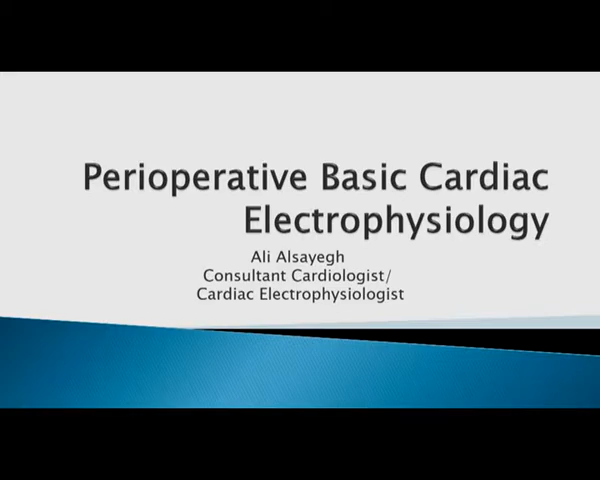 Perioperative Basic Cardiac
Electrophysiology
Ali Alsayegh
Consultant Cardiologist/
Cardiac Electrophysiologist